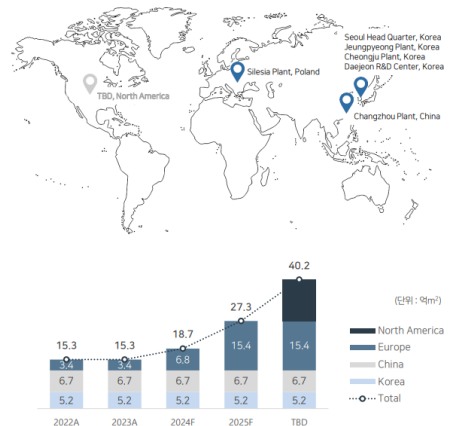 Seoul Head Quarter, Korea
Jeungpyeong Plant, Korea
Cheongju Plant, Korea
Daejeon R&D Center, Korea
Silesia Plant, Poland
TBD, North America
Changzhou Plant, China
40.2
(단위 : 억m²)
27.3
18.7
15.3
15.3
North America
Europe
China
Korea
Total
3.4
3.4
6.8
15.4
15.4
6.7
6.7
6.7
6.7
6.7
5.2
5.2
5.2
5.2
5.2
2022A
2023A
2024F
2025F
TBD